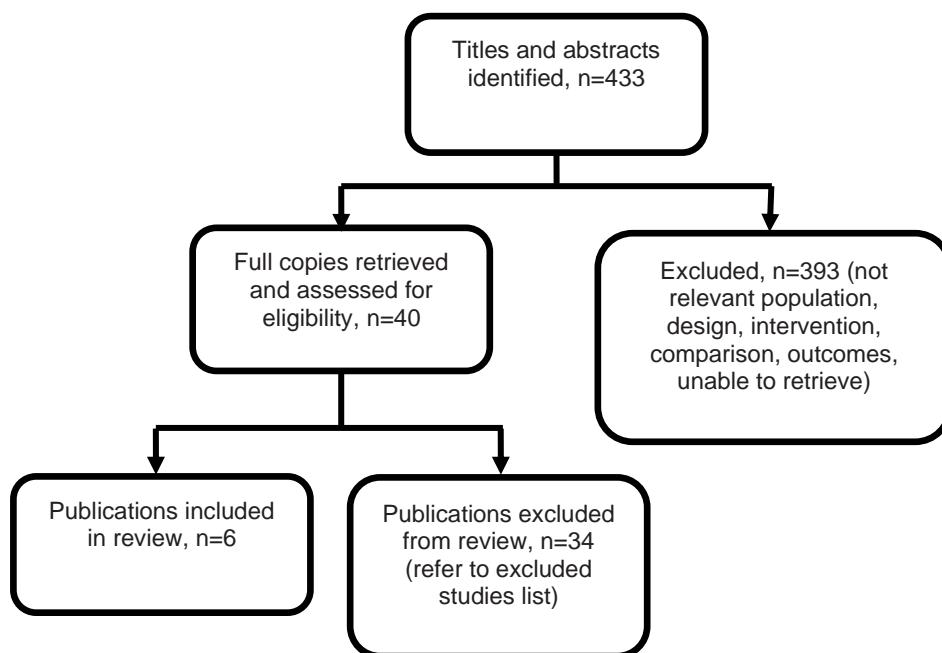 Titles and abstracts
identified, n=433
Full copies retrieved
and assessed for
eligibility, n=40
Excluded, n=393 (not
relevant population,
design, intervention,
comparison, outcomes,
unable to retrieve)
Publications included
in review, n=6
Publications excluded
from review, n=34
(refer to excluded
studies list)